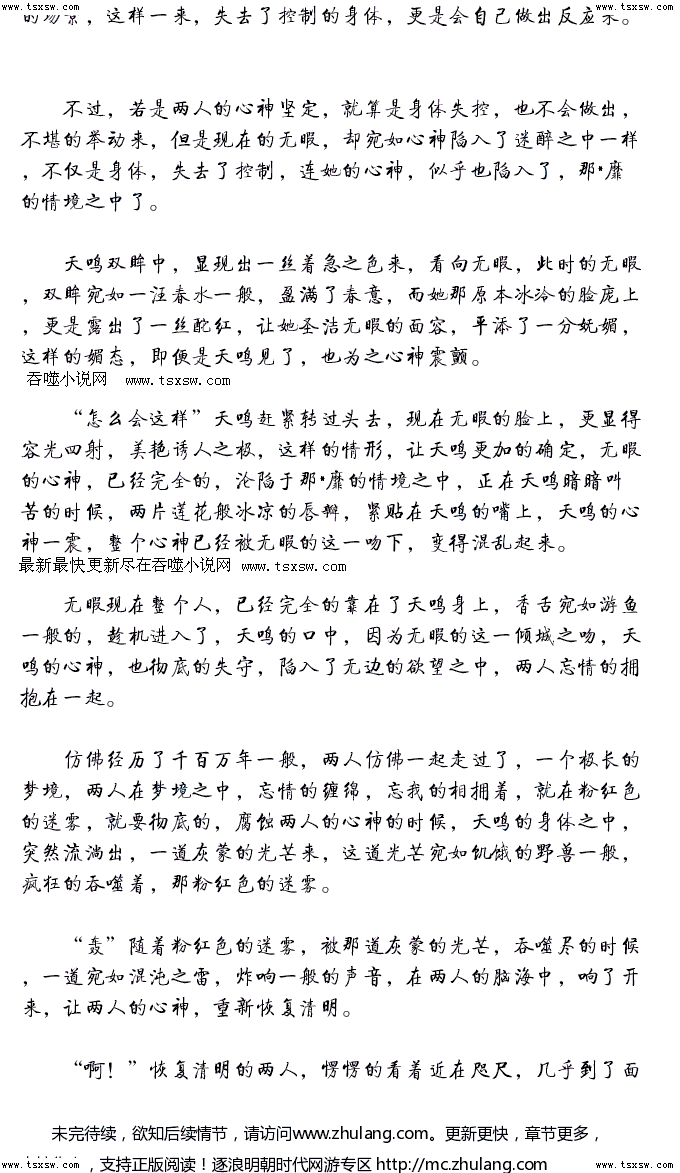 www.tsxsw.com www.tsxsw.com www.tsxsw.com www.tsxsw.com www.tsxsw.com
的场景，这样一来，失去了控制的身体，更是会自己做出反应来。
不过，若是两人的心神坚定，就算是身体失控，也不会做出，
不堪的举动来，但是现在的无暇，却宛如心神陷入了迷醉之中一样
，不仅是身体，失去了控制，连她的心神，似乎也陷入了，那·靡
的情境之中了。
天鸣双眸中，显现出一丝着急之色来，看向无暇，此时的无暇
，双眸宛如一汪春水一般，盈满了春意，而她那原本冰冷的脸庞上
，更是露出了一丝酡红，让她圣洁无暇的面容，平添了一分妩媚，
这样的媚态，即便是天鸣见了，也为之心神震颤。
吞噬小说网 www.tsxsw.com
“怎么会这样”天鸣赶紧转过头去，现在无暇的脸上，更显得
容光四射，美艳诱人之极，这样的情形，让天鸣更加的确定，无暇
的心神，已经完全的，沦陷于那·靡的情境之中，正在天鸣暗暗叫
苦的时候，两片莲花般冰凉的唇瓣，紧贴在天鸣的嘴上，天鸣的心
神一震，整个心神已经被无暇的这一吻下，变得混乱起来。
最新最快更新尽在吞噬小说网 www.tsxsw.com
无暇现在整个人，已经完全的靠在了天鸣身上，香舌宛如游鱼
一般的，趁机进入了，天鸣的口中，因为无暇的这一倾城之吻，天
鸣的心神，也彻底的失守，陷入了无边的欲望之中，两人忘情的拥
抱在一起。
仿佛经历了千百万年一般，两人仿佛一起走过了，一个极长的
梦境，两人在梦境之中，忘情的缠绵，忘我的相拥着，就在粉红色
的迷雾，就要彻底的，腐蚀两人的心神的时候，天鸣的身体之中，
突然流淌出，一道灰蒙的光芒来，这道光芒宛如饥饿的野兽一般，
疯狂的吞噬着，那粉红色的迷雾。
“轰”随着粉红色的迷雾，被那道灰蒙的光芒，吞噬尽的时候
，一道宛如混沌之雷，炸响一般的声音，在两人的脑海中，响了开
来，让两人的心神，重新恢复清明。
“啊！”恢复清明的两人，愣愣的看着近在咫尺，几乎到了面
未完待续，欲知后续情节，请访问www.zhulang.com。更新更快，章节更多，
，支持正版阅读！逐浪明朝时代网游专区 http://mc.zhulang.com
www.tsxsw.com www.tsxsw.com www.tsxsw.com www.tsxsw.com www.tsxsw.com